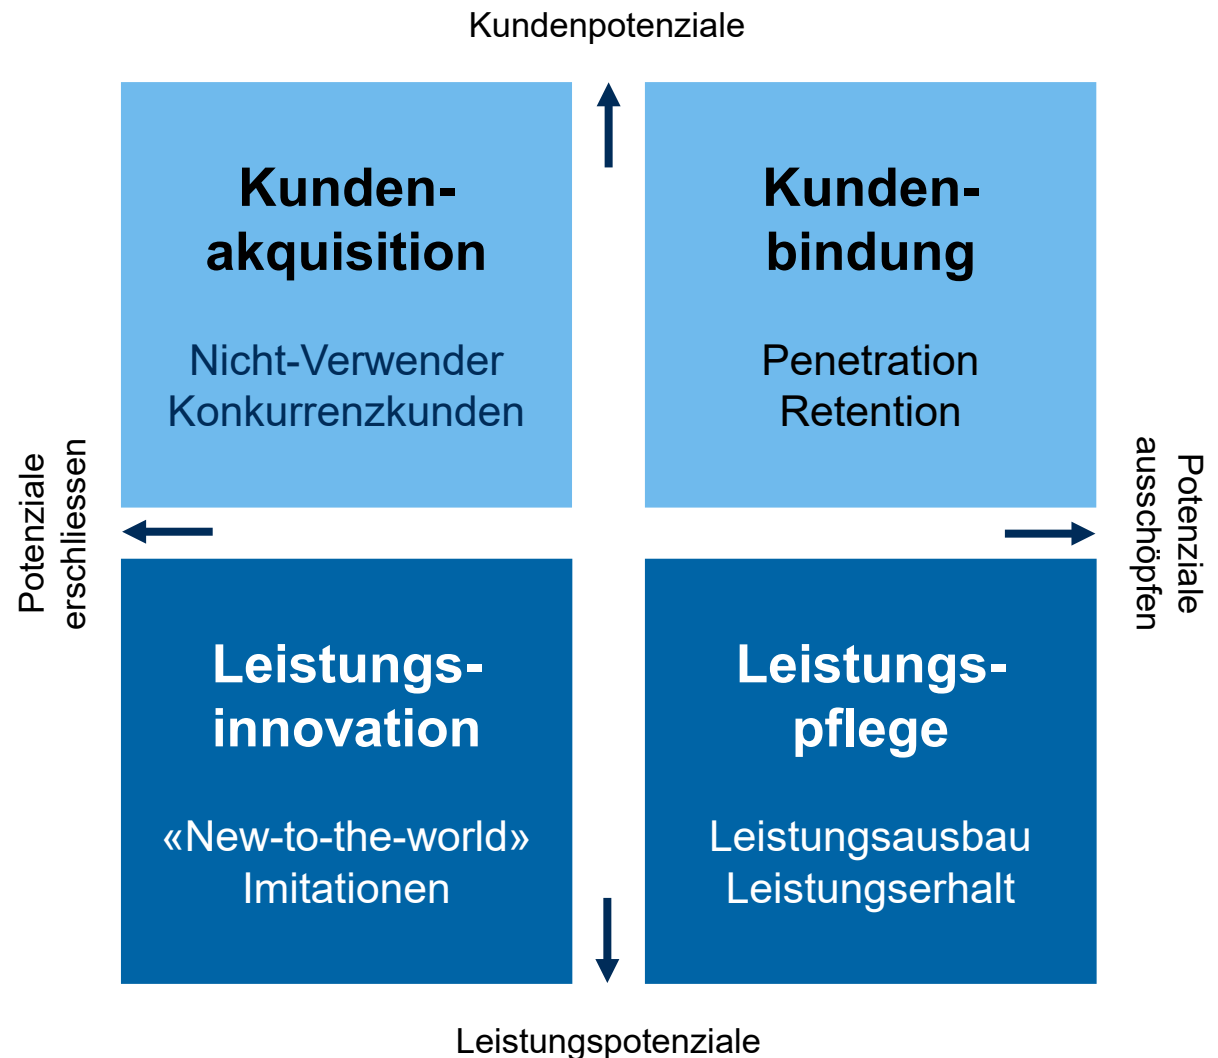 Kundenpotenziale
Kunden-
akquisition
Nicht-Verwender
Konkurrenzkunden
Kunden-
bindung
Penetration
Retention
Potenziale
erschliessen
Potenziale
ausschöpfen
Leistungs-
innovation
«New-to-the-world»
Imitationen
Leistungs-
pflege
Leistungsausbau
Leistungserhalt
Leistungspotenziale